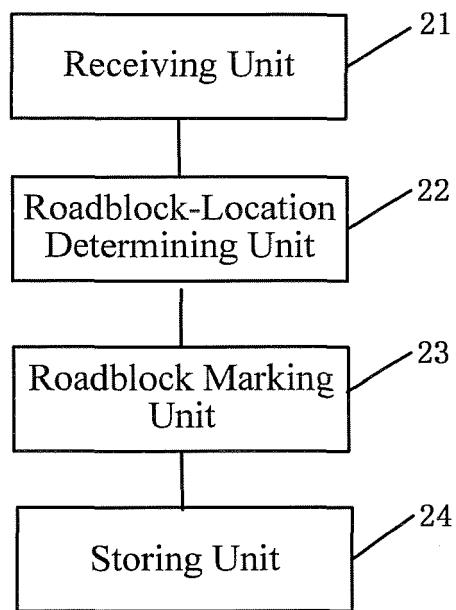 21
Receiving Unit
22
Roadblock-Location
Determining Unit
23
Roadblock Marking
Unit
24
Storing Unit